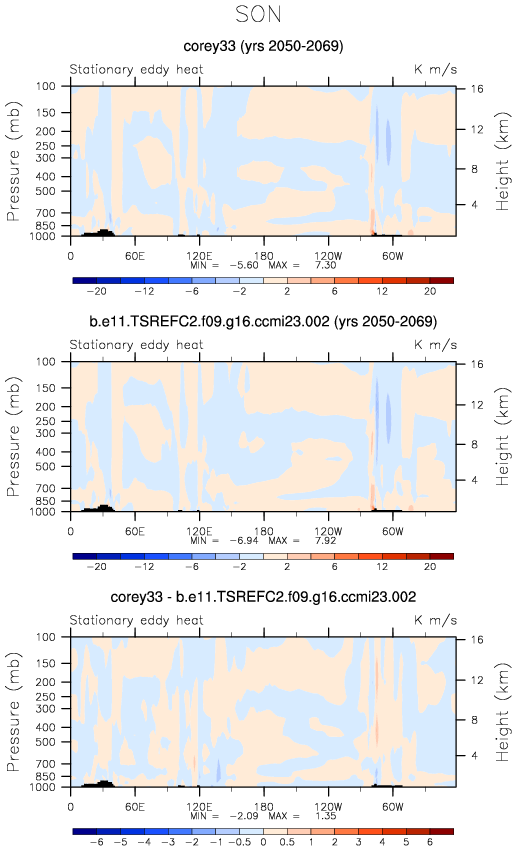 SON
corey33 (yrs 2050-2069)
Stationary eddy heat K m/s
Pressure (mb)
100
150
200
250
300
400
500
700
850
1000
16
12
8
4
Height (km)
0 60E 120E 180 120W 60W
MIN = -5.60 MAX = 7.30
-20 -12 -6 -2 2 6 12 20
b.e11.TSREFC2.f09.g16.ccmi23.002 (yrs 2050-2069)
Stationary eddy heat K m/s
Pressure (mb)
100
150
200
250
300
400
500
700
850
1000
16
12
8
4
Height (km)
0 60E 120E 180 120W 60W
MIN = -6.94 MAX = 7.92
-20 -12 -6 -2 2 6 12 20
corey33 - b.e11.TSREFC2.f09.g16.ccmi23.002
Stationary eddy heat K m/s
Pressure (mb)
100
150
200
250
300
400
500
700
850
1000
16
12
8
4
Height (km)
0 60E 120E 180 120W 60W
MIN = -2.09 MAX = 1.35
-6 -5 -4 -3 -2 -1 -0.5 0 0.5 1 2 3 4 5 6